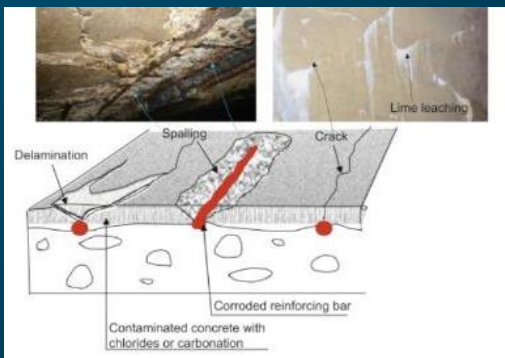 Lime leaching
Spalling
Crack
Delamination
Corroded reinforcing bar
Contaminated concrete with
chlorides or carbonation